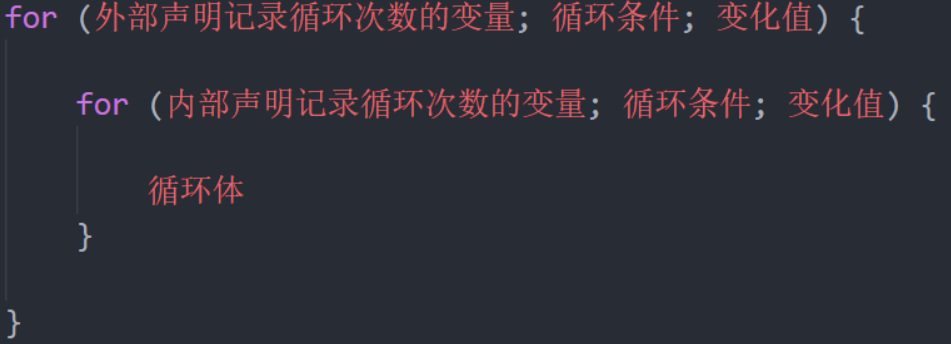 for (外部声明记录循环次数的变量; 循环条件; 变化值) {
for (内部声明记录循环次数的变量; 循环条件; 变化值) {
循环体
}
}